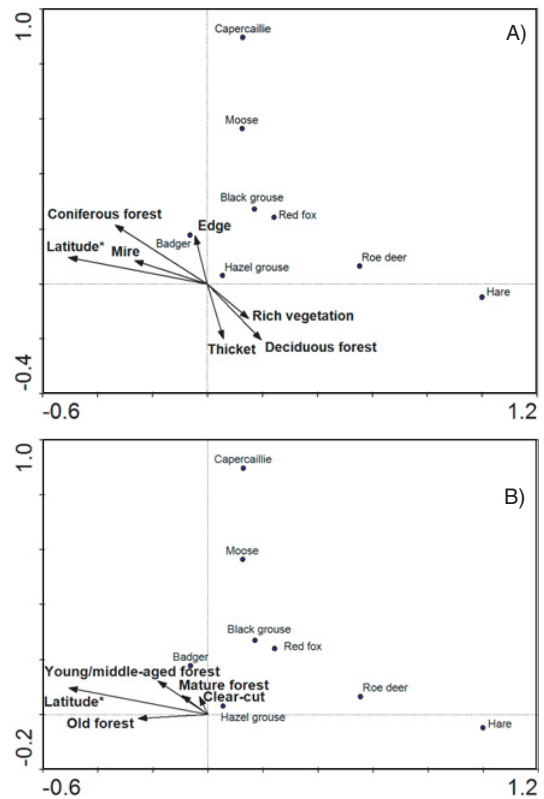 1.0
A)
Capercaillie
Moose
Black grouse
Red fox
Coniferous forest
Edge
Badger
Latitude*
Mire
Hazel grouse
Roe deer
Hare
Rich vegetation
Thicket
Deciduous forest
-0.4
-0.6
1.2
1.0
B)
Capercaillie
Moose
Black grouse
Red fox
Badger
Young/middle-aged forest
Mature forest
Clear-cut
Latitude*
Old forest
Hazel grouse
Roe deer
Hare
-0.2
-0.6
1.2